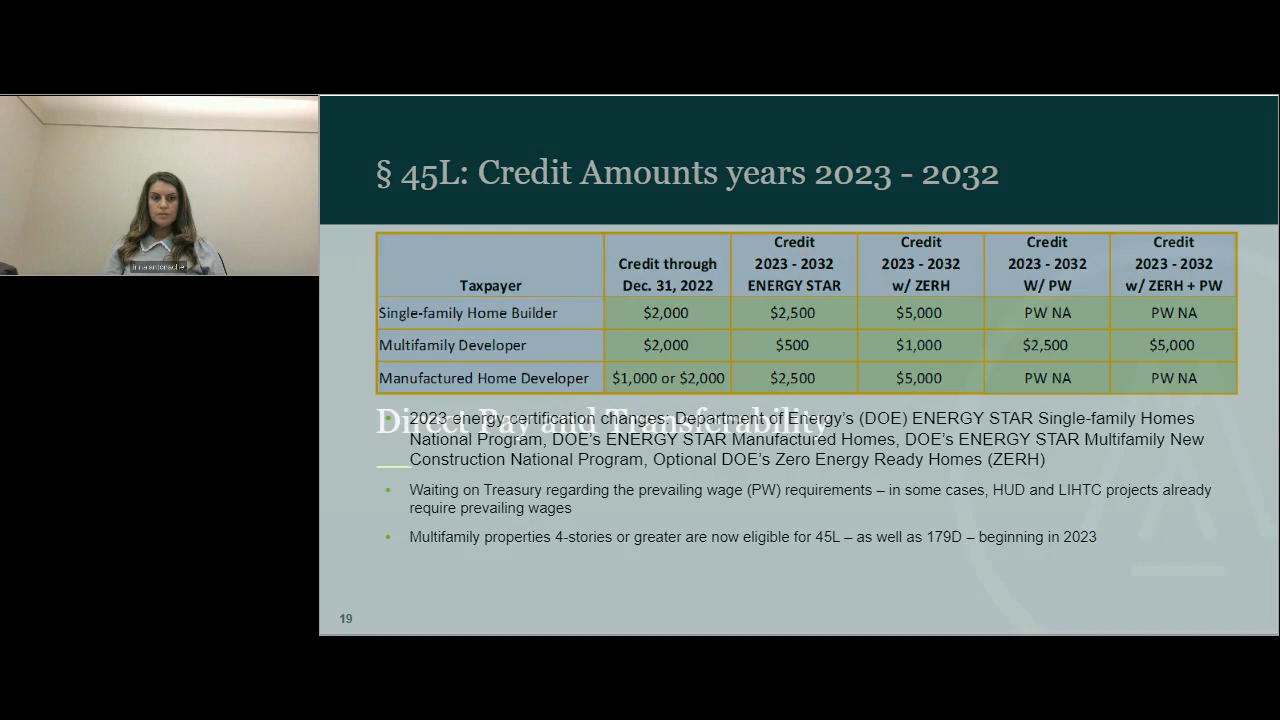 § 45L: Credit Amounts years 2023 - 2032
Taxpayer
Credit through
Dec. 31, 2022
Credit
2023 - 2032
ENERGY STAR
Credit
2023 - 2032
w/ ZERH
Credit
2023 - 2032
W/ PW
Credit
2023 - 2032
w/ ZERH + PW
Single-family Home Builder $2,000 $2,500 $5,000 PW NA PW NA
Multifamily Developer $2,000 $500 $1,000 $2,500 $5,000
Manufactured Home Developer $1,000 or $2,000 $2,500 $5,000 PW NA PW NA
Direct Pay and Transferability
• 2023 energy certification changes: Department of Energy's (DOE) ENERGY STAR Single-family Homes
National Program, DOE's ENERGY STAR Manufactured Homes, DOE's ENERGY STAR Multifamily New
Construction National Program, Optional DOE's Zero Energy Ready Homes (ZERH)
• Waiting on Treasury regarding the prevailing wage (PW) requirements – in some cases, HUD and LIHTC projects already
require prevailing wages
• Multifamily properties 4-stories or greater are now eligible for 45L – as well as 179D – beginning in 2023
19